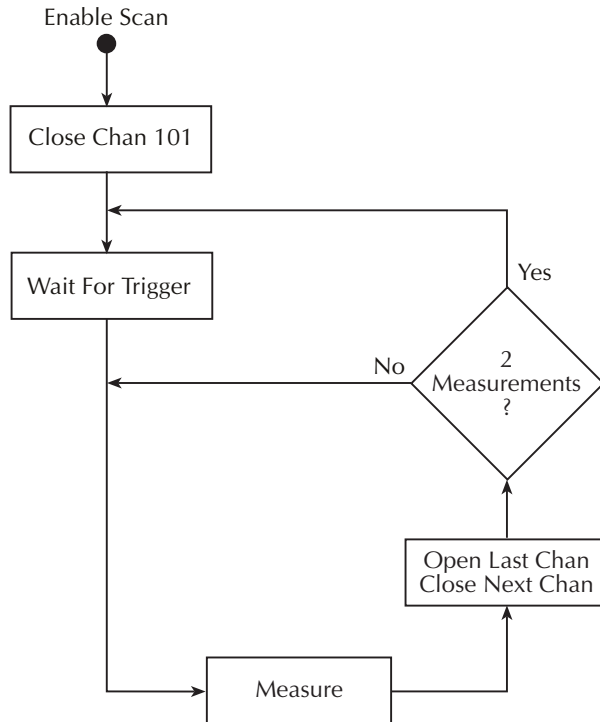 Enable Scan
Close Chan 101
Wait For Trigger
Yes
No
2
Measurements
?
Open Last Chan
Close Next Chan
Measure